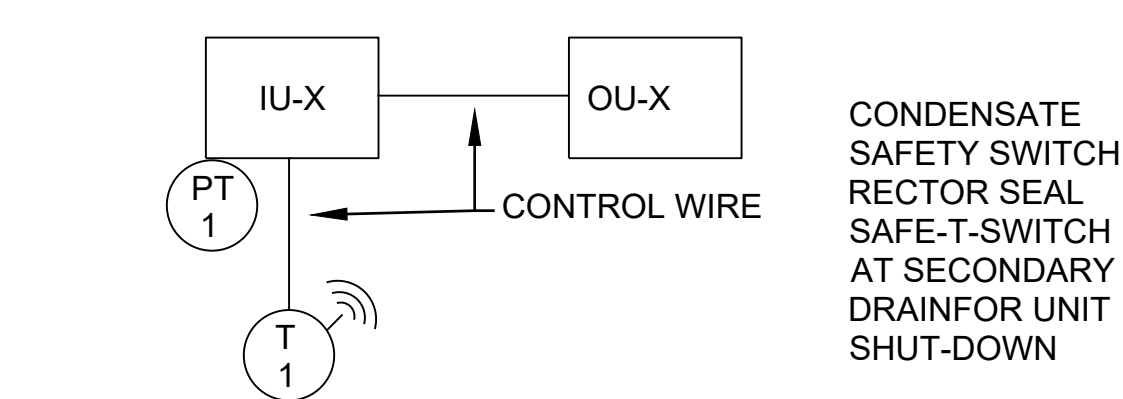 IU-X
OU-X
PT
1
CONTROL WIRE
T
1
CONDENSATE
SAFETY SWITCH
RECTOR SEAL
SAFE-T-SWITCH
AT SECONDARY
DRAINFOR UNIT
SHUT-DOWN